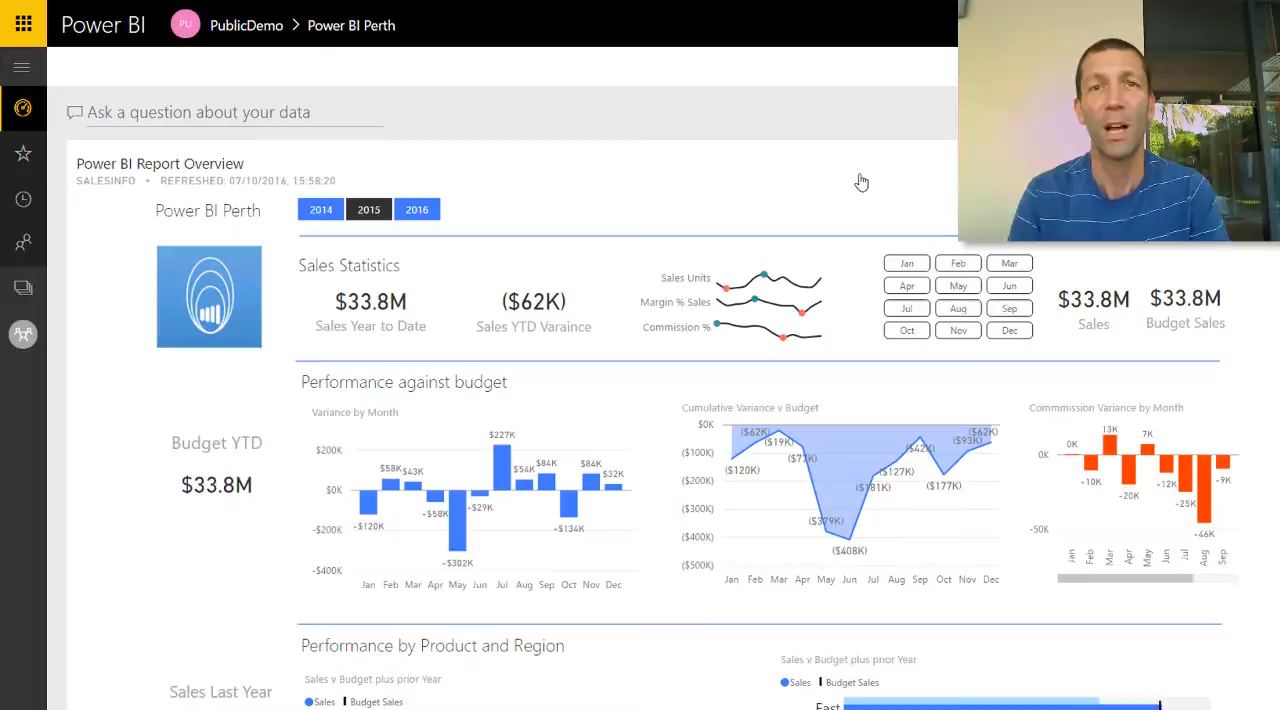 Power BI
PU
PublicDemo > Power BI Perth
Ask a question about your data
Power BI Report Overview
SALESINFO • REFRESHED: 07/10/2016, 15:58:20
Power BI Perth
2014 2015 2016
Sales Statistics
$33.8M
Sales Year to Date
($62K)
Sales YTD Varaince
Sales Units
Margin % Sales
Commission %
Jan Feb Mar
Apr May Jun
Jul Aug Sep
Oct Nov Dec
$33.8M
Sales
$33.8M
Budget Sales
Performance against budget
Budget YTD
$33.8M
Variance by Month
$200K
$0K
-$200K
-$400K
-$120K
$58K
$43K
-$58K
-$302K
-$29K
$227K
$54K
$84K
-$134K
$84K
$32K
Jan Feb Mar Apr May Jun Jul Aug Sep Oct Nov Dec
Cumulative Variance v Budget
$0K
($100K)
($200K)
($300K)
($400K)
($500K)
($120K)
($62K)
($19K)
($77K)
($379K)
($408K)
($181K)
($127K)
($42K)
($177K)
($93K)
($62K)
Jan Feb Mar Apr May Jun Jul Aug Sep Oct Nov Dec
Commmission Variance by Month
0K
-50K
0K
-10K
13K
-20K
7K
-12K
-25K
-46K
-9K
Jan Feb Mar Apr May Jun Jul Aug Sep
Performance by Product and Region
Sales Last Year
Sales v Budget plus prior Year
Sales Budget Sales
Sales v Budget plus prior Year
Sales Budget Sales
East